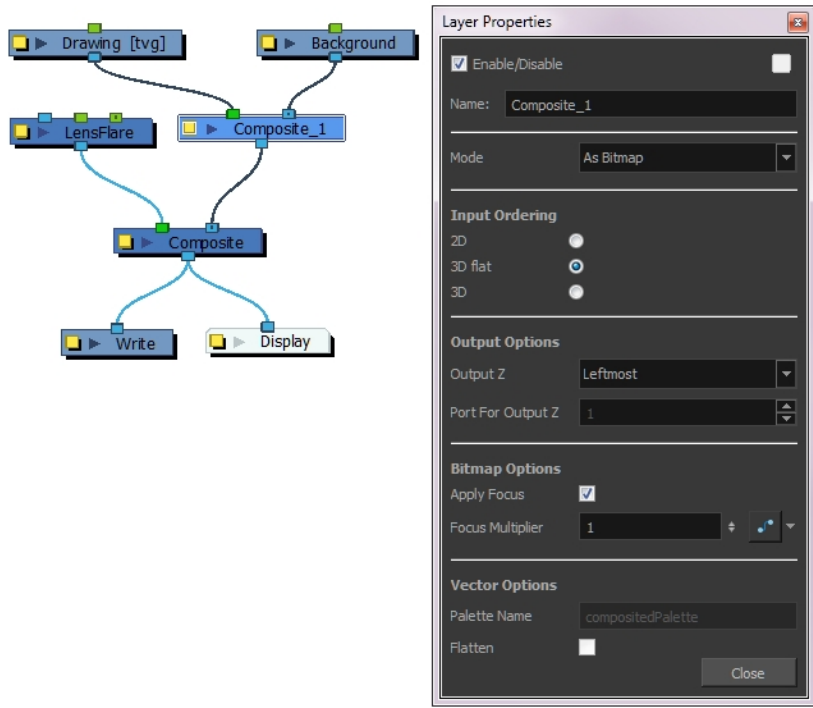 Drawing [tvg]
Background
LensFlare
Composite_1
Composite
Write
Display
Layer Properties
Enable/Disable
Name: Composite_1
Mode As Bitmap
Input Ordering
2D
3D flat
3D
Output Options
Output Z Leftmost
Port For Output Z 1
Bitmap Options
Apply Focus
Focus Multiplier 1
Vector Options
Palette Name compositedPalette
Flatten
Close